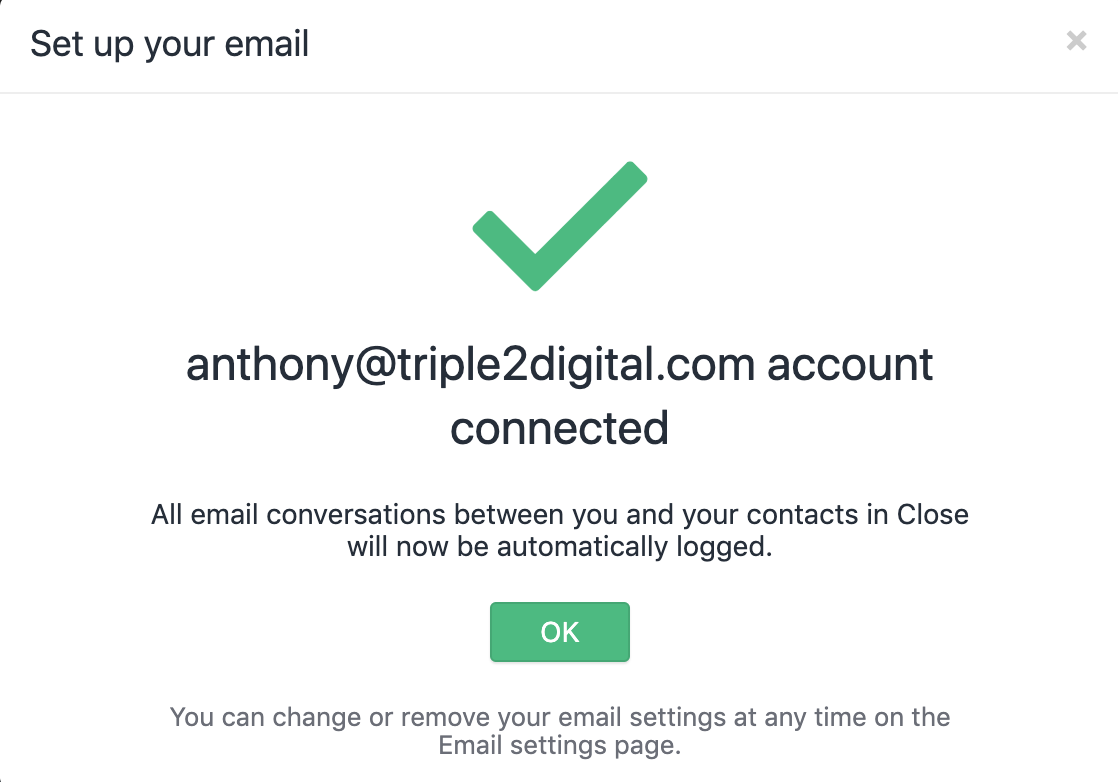 Set up your email
×
anthony@triple2digital.com account
connected
All email conversations between you and your contacts in Close
will now be automatically logged.
OK
You can change or remove your email settings at any time on the
Email settings page.